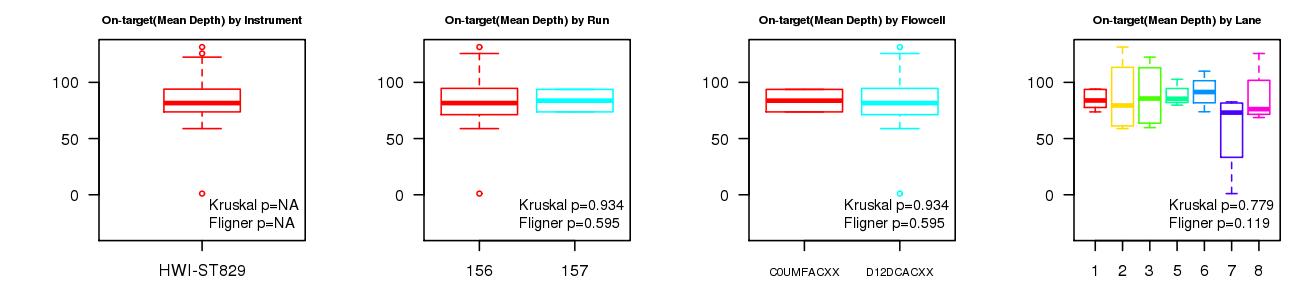 On-target(Mean Depth) by Instrument
100
50
0
Kruskal p=NA
Fligner p=NA
HWI-ST829
On-target(Mean Depth) by Run
100
50
0
Kruskal p=0.934
Fligner p=0.595
156 157
On-target(Mean Depth) by Flowcell
100
50
0
Kruskal p=0.934
Fligner p=0.595
C0UMFACXX D12DCACXX
On-target(Mean Depth) by Lane
100
50
0
Kruskal p=0.779
Fligner p=0.119
1 2 3 5 6 7 8